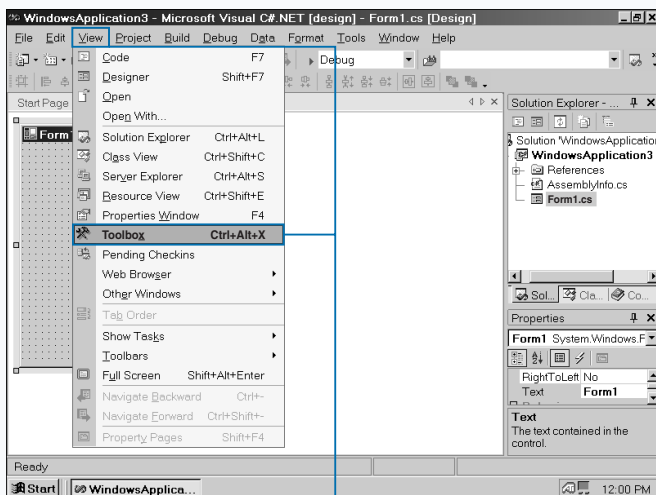 WindowsApplication3 - Microsoft Visual C#.NET [design] - Form1.cs [Design]
File Edit View Project Build Debug Data Format Tools Window Help
Debug
Start Page
Form
Code F7
Designer Shift+F7
Open
Open With...
Solution Explorer Ctrl+Alt+L
Class View Ctrl+Shift+C
Server Explorer Ctrl+Alt+S
Resource View Ctrl+Shift+E
Properties Window F4
Toolbox Ctrl+Alt+X
Pending Checkins
Web Browser
Other Windows
Tab Order
Show Tasks
Toolbars
Full Screen Shift+Alt+Enter
Navigate Backward Ctrl+-
Navigate Forward Ctrl+Shift+-
Property Pages Shift+F4
Solution Explorer - ...
Solution 'WindowsApplication
WindowsApplication3
References
AssemblyInfo.cs
Form1.cs
Sol... Cla... Co...
Properties
Form1 System.Windows.F
RightToLeft No
Text Form1
Text
The text contained in the
control.
Ready
Start WindowsApplica... 12:00 PM